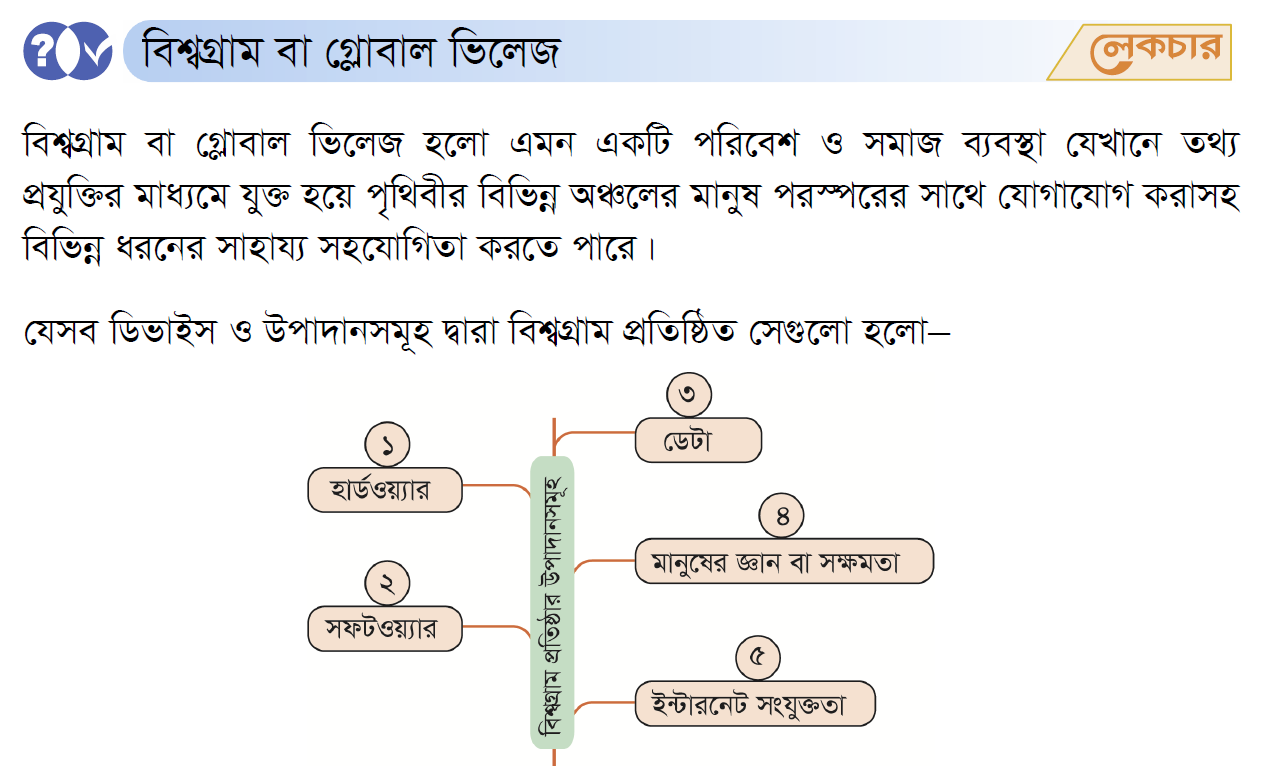 বিশ্বগ্রাম বা গ্লোবাল ভিলেজ
লেকচার
বিশ্বগ্রাম বা গ্লোবাল ভিলেজ হলো এমন একটি পরিবেশ ও সমাজ ব্যবস্থা যেখানে তথ্য
প্রযুক্তির মাধ্যমে যুক্ত হয়ে পৃথিবীর বিভিন্ন অঞ্চলের মানুষ পরস্পরের সাথে যোগাযোগ করাসহ
বিভিন্ন ধরনের সাহায্য সহযোগিতা করতে পারে।
যেসব ডিভাইস ও উপাদানসমূহ দ্বারা বিশ্বগ্রাম প্রতিষ্ঠিত সেগুলো হলো–
১
হার্ডওয়্যার
২
সফটওয়্যার
বিশ্বগ্রাম প্রতিষ্ঠার উপাদানসমূহ
৩
ডেটা
৪
মানুষের জ্ঞান বা সক্ষমতা
৫
ইন্টারনেট সংযুক্ততা